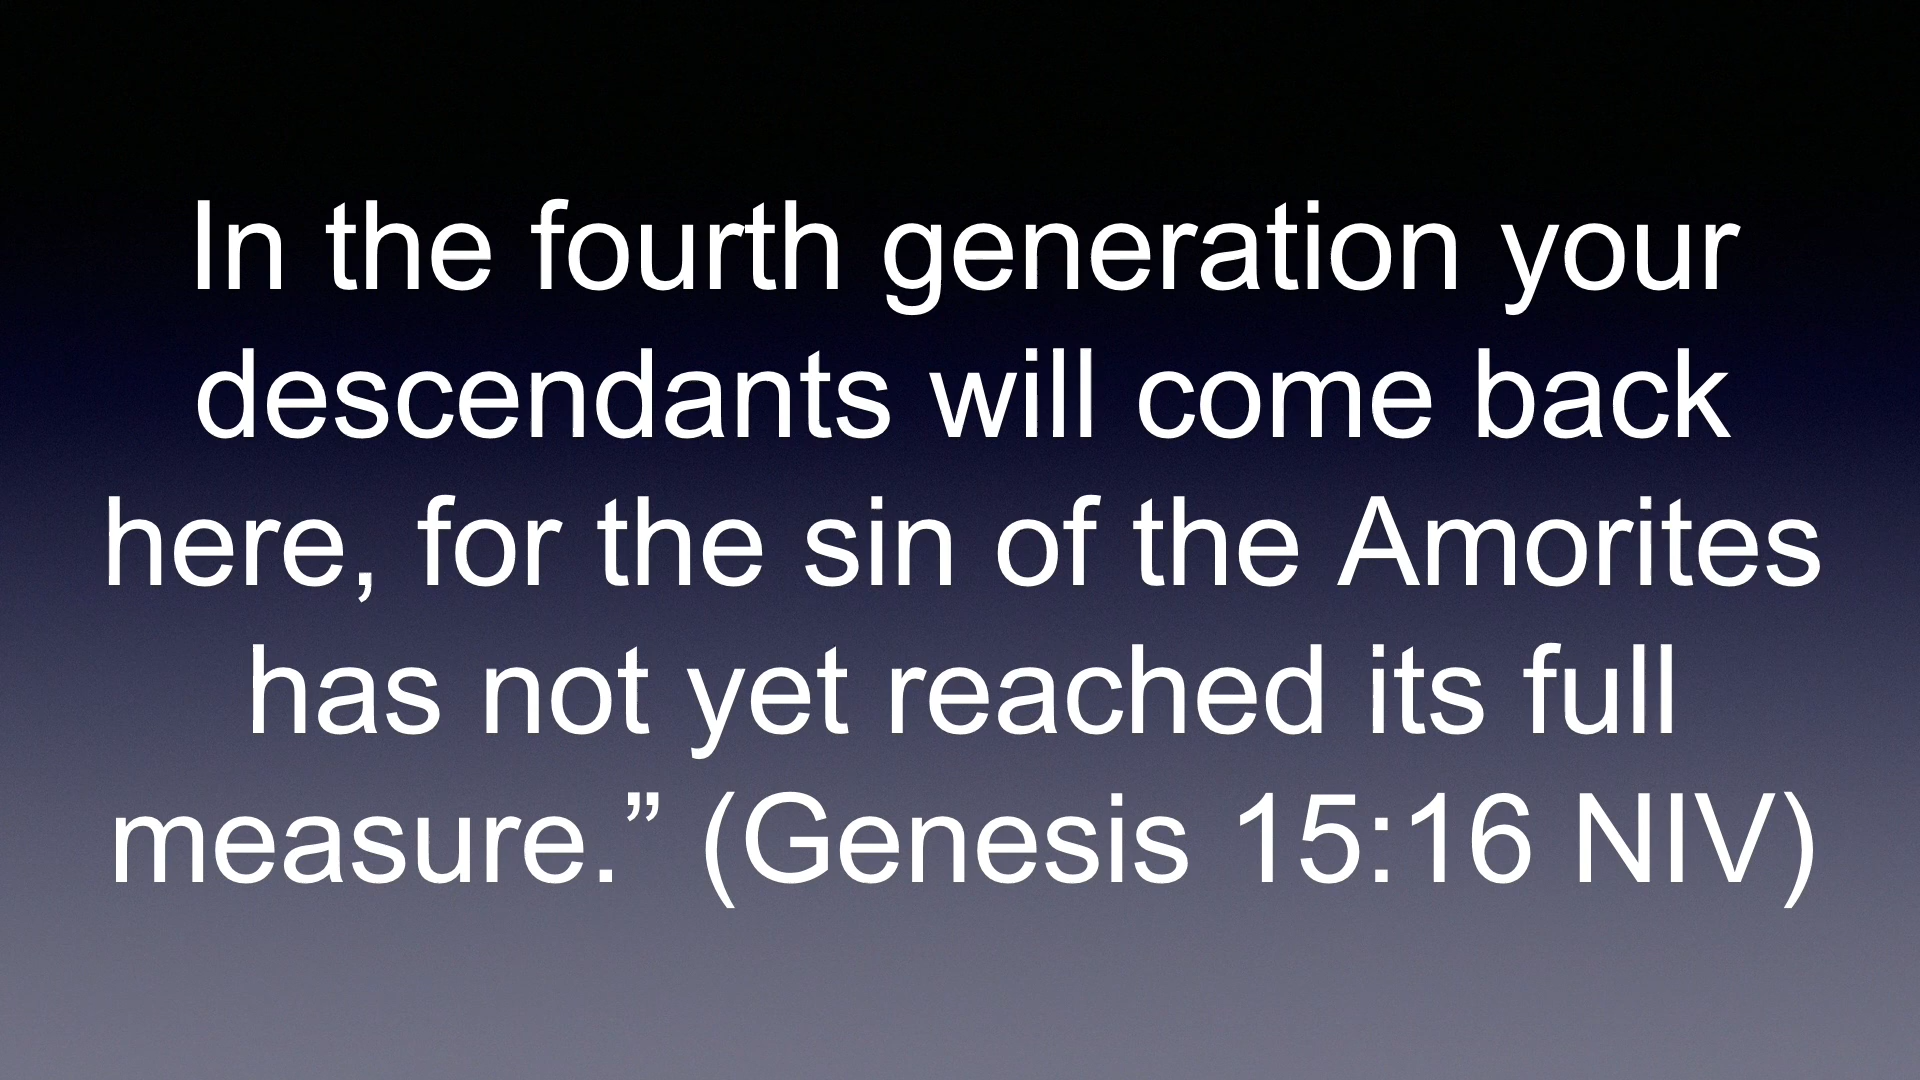 In the fourth generation your
descendants will come back
here, for the sin of the Amorites
has not yet reached its full
measure.” (Genesis 15:16 NIV)